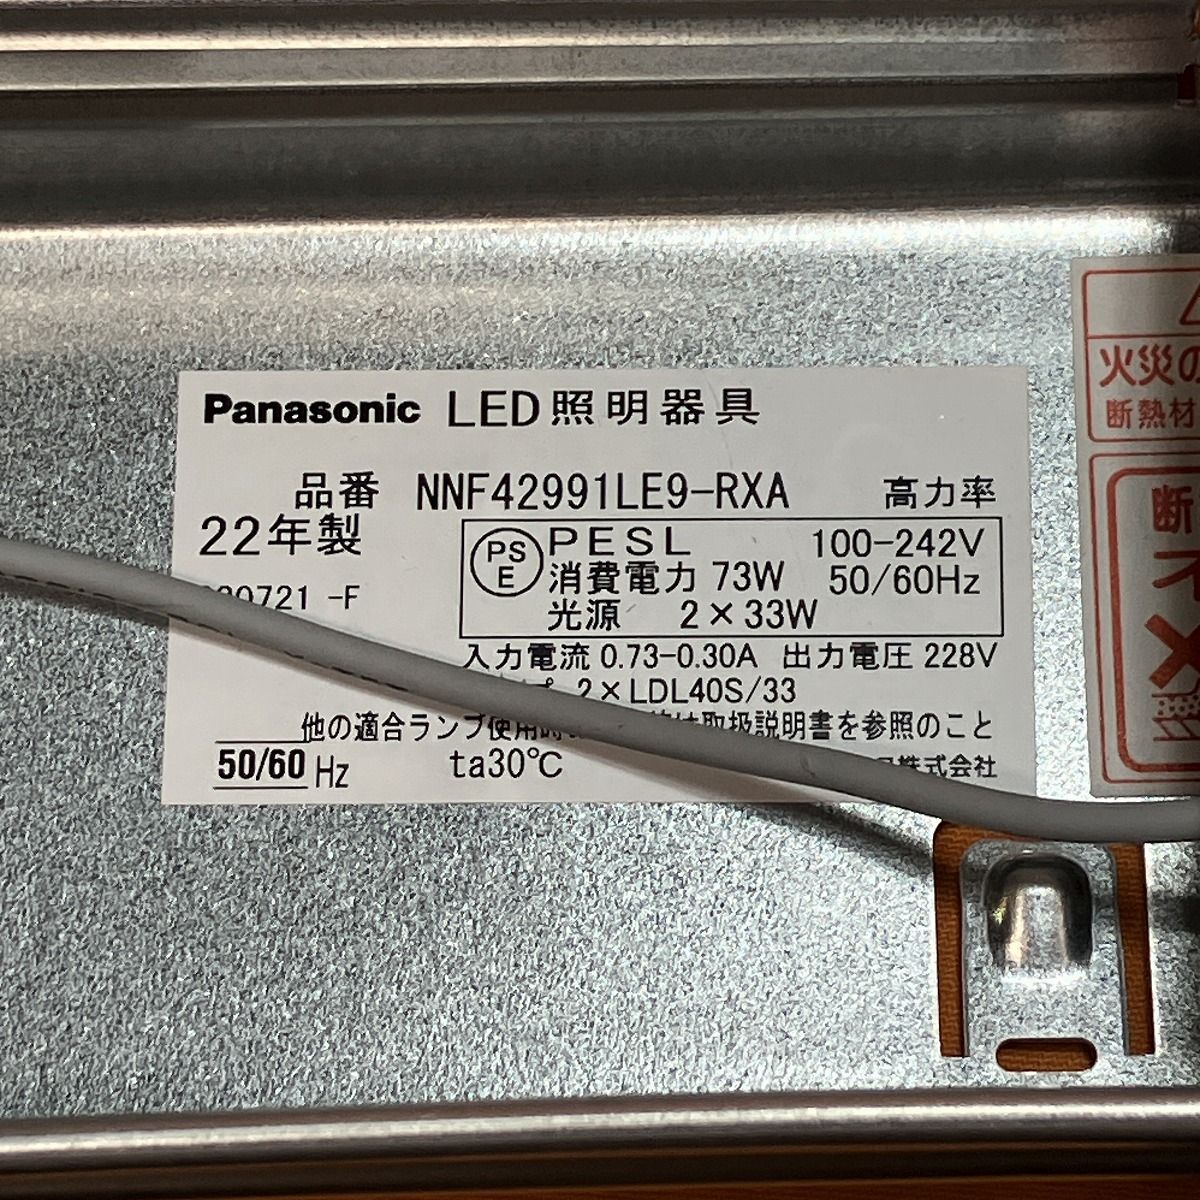 Panasonic LED照明器具
品番 NNF42991LE9-RXA 高力率
22年製
0721 -F
PS
E
PESL 100-242V
消費電力 73W 50/60Hz
光源 2×33W
入力電流 0.73-0.30A 出力電圧 228V
2×LDL40S/33
他の適合ランプ使用時 取扱説明書を参照のこと
50/60 Hz ta30℃ 株式会社
火災の
断熱材
断